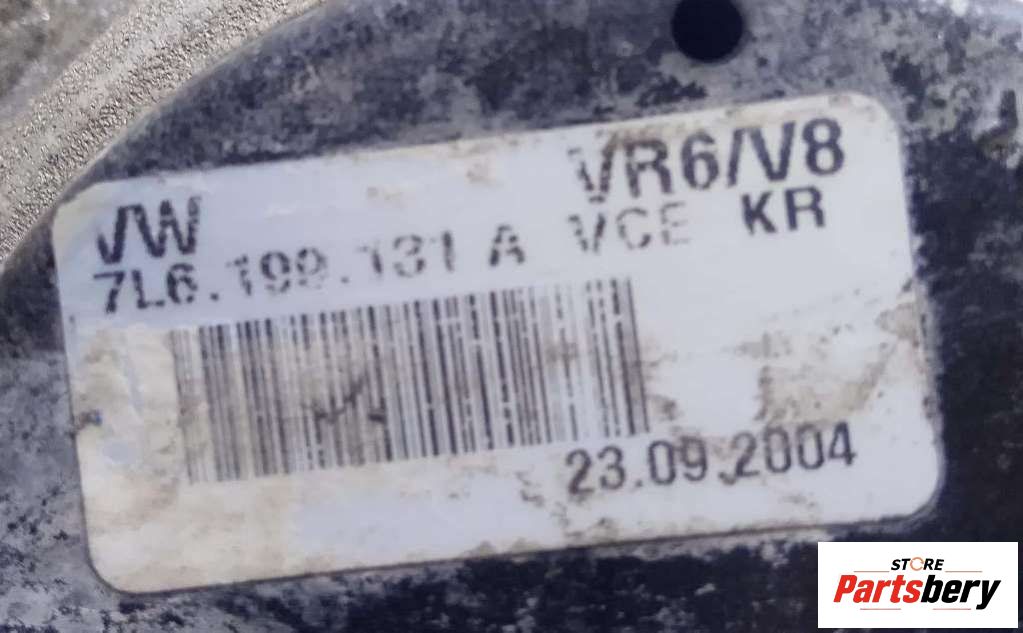 VW VR6/V8
7L6.199.131 A VCE KR
23.09.2004
STORE
Partsbery